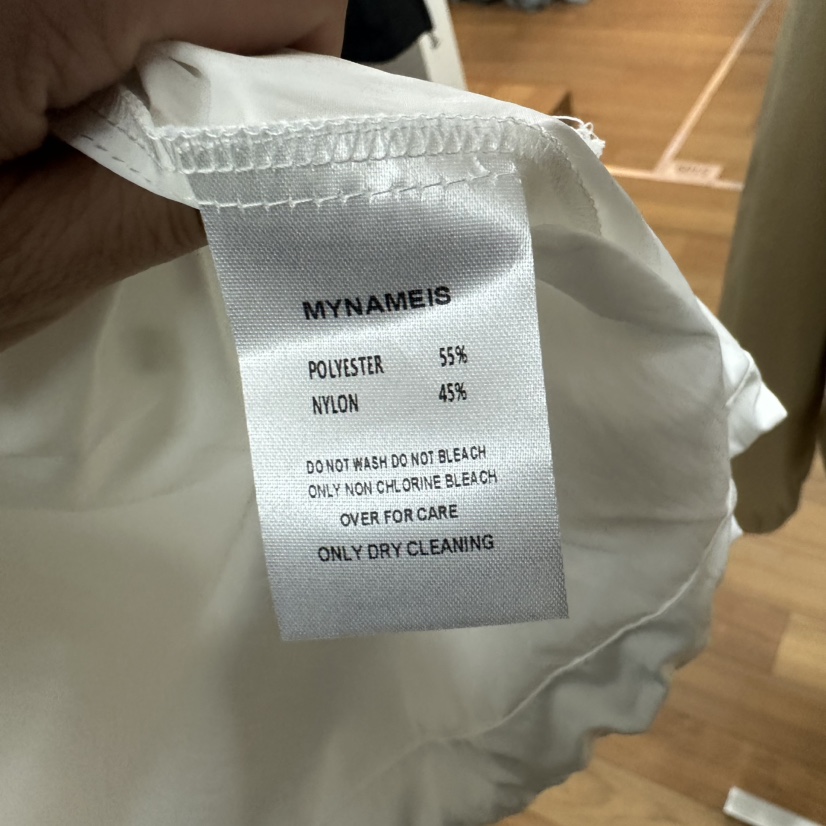 MYNAMEIS
POLYESTER 55%
NYLON 45%
DO NOT WASH DO NOT BLEACH
ONLY NON CHLORINE BLEACH
OVER FOR CARE
ONLY DRY CLEANING